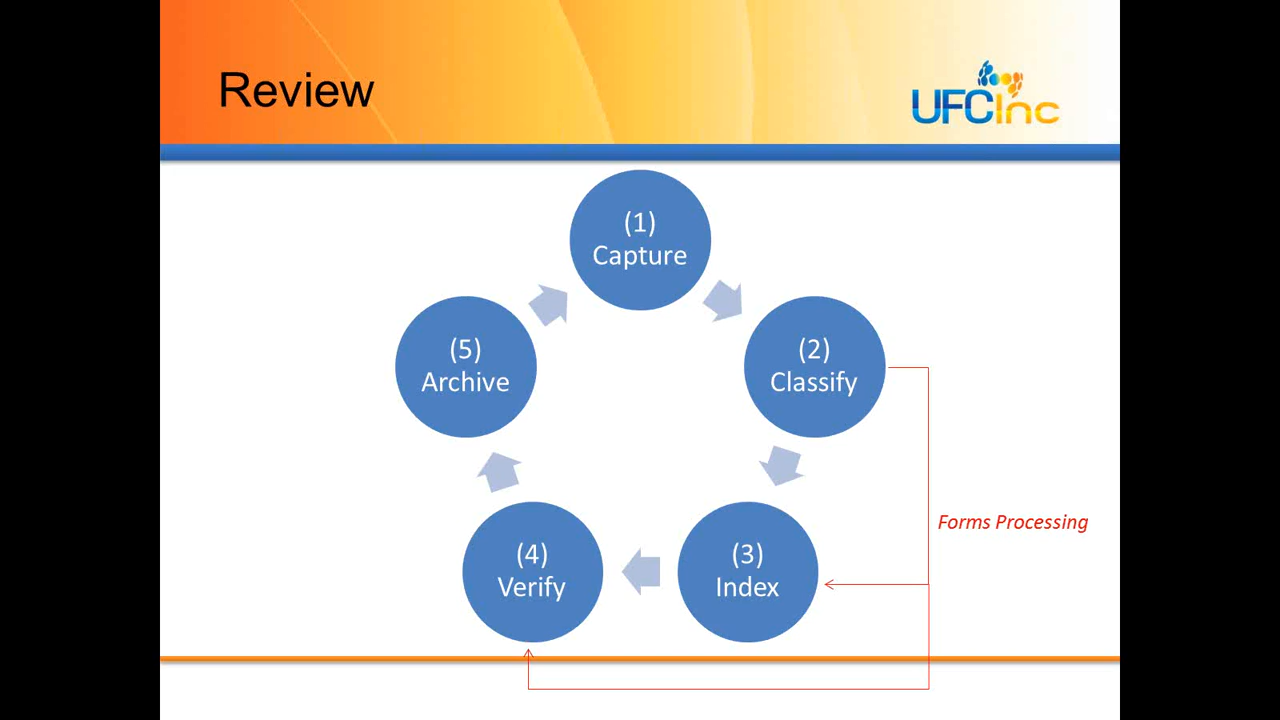 Review
UFCInc
(1)
Capture
(2)
Classify
(3)
Index
(4)
Verify
(5)
Archive
Forms Processing